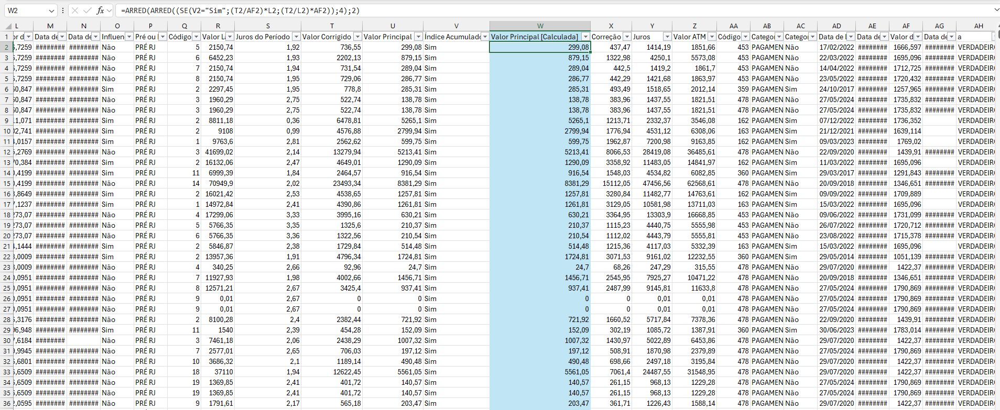 W2 fx =ARRED(ARRED((SE(V2="Sim";(T2/AF2)*L2;(T2/L2)*AF2));4);2)
L M N O P Q R S T U V W X Y Z AA AB AC AD AE AF AG AH
1 or d Data de Data de Influen Pré ou Código Valor La Juros do Período Valor Corrigido Valor Principal Índice Acumulado Valor Principal [Calculada] Correção Juros Valor ATM Código Catego Catego Data de Data de Valor d Data de a
2 5,7259 ######## ######## Não PRÉ RJ 5 2150,74 1,92 736,55 299,08 Sim 299,08 437,47 1414,19 1851,66 453 PAGAMEN Não 17/02/2022 ######## 1666,597 ######## VERDADEIRO
3 5,7259 ######## ######## Não PRÉ RJ 6 6452,23 1,93 2202,13 879,15 Sim 879,15 1322,98 4250,1 5573,08 453 PAGAMEN Não 22/03/2022 ######## 1695,096 ######## VERDADEIRO
4 5,7259 ######## ######## Não PRÉ RJ 7 2150,74 1,94 731,54 289,04 Sim 289,04 442,5 1419,2 1861,7 453 PAGAMEN Não 14/04/2022 ######## 1712,725 ######## VERDADEIRO
5 5,7259 ######## ######## Não PRÉ RJ 8 2150,74 1,95 729,06 286,77 Sim 286,77 442,29 1421,68 1863,97 453 PAGAMEN Não 23/05/2022 ######## 1720,432 ######## VERDADEIRO
6 60,847 ######## ######## Sim PRÉ RJ 2 2297,45 1,95 778,8 285,31 Sim 285,31 493,49 1518,65 2012,14 359 PAGAMEN Sim 24/10/2017 ######## 1257,965 ######## VERDADEIRO
7 60,847 ######## ######## Não PRÉ RJ 3 1960,29 2,75 522,74 138,78 Sim 138,78 383,96 1437,55 1821,51 478 PAGAMEN Não 27/05/2024 ######## 1735,832 ######## VERDADEIRO
8 60,847 ######## ######## Não PRÉ RJ 3 1960,29 2,75 522,74 138,78 Sim 138,78 383,96 1437,55 1821,51 478 PAGAMEN Não 27/05/2024 ######## 1735,832 ######## VERDADEIRO
9 11,071 ######## ######## Sim PRÉ RJ 2 8811,18 0,36 6478,81 5265,1 Sim 5265,1 1213,71 2332,37 3546,08 162 PAGAMEN Sim 07/12/2022 ######## 1736,352 VERDADEIRO
10 02,741 ######## ######## Sim PRÉ RJ 2 9108 0,99 4576,88 2799,94 Sim 2799,94 1776,94 4531,12 6308,06 163 PAGAMEN Sim 21/12/2021 ######## 1639,114 VERDADEIRO
11 ,0157 ######## ######## Sim PRÉ RJ 1 9763,6 2,81 2562,62 599,75 Sim 599,75 1962,87 7200,98 9163,85 162 PAGAMEN Sim 09/03/2023 ######## 1769,02 VERDADEIRO
12 ,2769 ######## ######## Não PRÉ RJ 3 41699,02 2,14 13279,94 5213,41 Sim 5213,41 8066,53 28419,08 36485,61 478 PAGAMEN Não 22/09/2020 ######## 1439,91 ######## VERDADEIRO
13 70,384 ######## ######## Sim PRÉ RJ 2 16132,06 2,47 4649,01 1290,09 Sim 1290,09 3358,92 11483,05 14841,97 162 PAGAMEN Sim 11/03/2022 ######## 1695,096 VERDADEIRO
14 ,4199 ######## ######## Sim PRÉ RJ 11 6999,39 1,84 2464,57 916,54 Sim 916,54 1548,03 4534,82 6082,85 360 PAGAMEN Sim 29/03/2017 ######## 1291,843 ######## VERDADEIRO
15 ,4199 ######## ######## Não PRÉ RJ 14 70949,9 2,02 23493,34 8381,29 Sim 8381,29 15112,05 47456,56 62568,61 478 PAGAMEN Não 20/09/2018 ######## 1346,651 ######## VERDADEIRO
16 ,8649 ######## ######## Sim PRÉ RJ 2 16021,42 2,53 4538,65 1257,81 Sim 1257,81 3280,84 11482,77 14763,61 162 PAGAMEN Sim 09/09/2022 ######## 1709,889 VERDADEIRO
17 ,1237 ######## ######## Sim PRÉ RJ 1 14972,84 2,41 4390,86 1261,81 Sim 1261,81 3129,05 10581,98 13711,03 163 PAGAMEN Sim 15/03/2022 ######## 1695,096 VERDADEIRO
18 273,07 ######## ######## Não PRÉ RJ 4 17299,06 3,33 3995,16 630,21 Sim 630,21 3364,95 13303,9 16668,85 453 PAGAMEN Não 09/06/2022 ######## 1731,099 ######## VERDADEIRO
19 273,07 ######## ######## Não PRÉ RJ 5 5766,35 3,35 1325,6 210,37 Sim 210,37 1115,23 4440,75 5555,98 453 PAGAMEN Não 26/07/2022 ######## 1720,712 ######## VERDADEIRO
20 273,07 ######## ######## Não PRÉ RJ 6 5766,35 3,36 1322,56 210,54 Sim 210,54 1112,02 4443,79 5555,81 453 PAGAMEN Não 23/08/2022 ######## 1715,378 ######## VERDADEIRO
21 ,1444 ######## ######## Sim PRÉ RJ 2 5846,87 2,38 1729,84 514,48 Sim 514,48 1215,36 4117,03 5332,39 163 PAGAMEN Sim 15/03/2022 ######## 1695,096 VERDADEIRO
22 ,0009 ######## ######## Sim PRÉ RJ 2 13957,36 1,91 4796,34 1724,81 Sim 1724,81 3071,53 9161,02 12232,55 360 PAGAMEN Sim 29/05/2014 ######## 1051,139 ######## VERDADEIRO
23 ,0009 ######## ######## Não PRÉ RJ 4 340,25 2,66 92,96 24,7 Sim 24,7 68,26 247,29 315,55 478 PAGAMEN Não 29/07/2020 ######## 1422,37 ######## VERDADEIRO
24 ,0951 ######## ######## Não PRÉ RJ 7 11927,93 1,98 4002,66 1456,71 Sim 1456,71 2545,95 7925,27 10471,22 478 PAGAMEN Não 20/09/2018 ######## 1346,651 ######## VERDADEIRO
25 ,0951 ######## ######## Não PRÉ RJ 8 12571,21 2,67 3425,4 937,41 Sim 937,41 2487,99 9145,81 11633,8 478 PAGAMEN Não 27/05/2024 ######## 1790,869 ######## VERDADEIRO
26 ,0951 ######## ######## Não PRÉ RJ 9 0,01 2,67 0 0 Sim 0 0 0,01 0,01 478 PAGAMEN Não 27/05/2024 ######## 1790,869 ######## VERDADEIRO
27 ,0951 ######## ######## Não PRÉ RJ 9 0,01 2,67 0 0 Sim 0 0 0,01 0,01 478 PAGAMEN Não 27/05/2024 ######## 1790,869 ######## VERDADEIRO
28 ,3176 ######## ######## Não PRÉ RJ 2 8100,28 2,4 2382,44 721,92 Sim 721,92 1660,52 5717,84 7378,36 478 PAGAMEN Não 22/09/2020 ######## 1439,91 ######## VERDADEIRO
29 96,948 ######## ######## Sim PRÉ RJ 11 1540 2,39 454,28 152,09 Sim 152,09 302,19 1085,72 1387,91 360 PAGAMEN Sim 30/06/2023 ######## 1783,014 ######## VERDADEIRO
30 ,6184 ######## Não PRÉ RJ 3 7461,18 2,06 2438,29 1007,32 Sim 1007,32 1430,97 5022,89 6453,86 478 PAGAMEN Não 29/07/2020 ######## 1422,37 ######## VERDADEIRO
31 ,9945 ######## ######## Não PRÉ RJ 7 2577,01 2,65 706,03 197,12 Sim 197,12 508,91 1870,98 2379,89 478 PAGAMEN Não 27/05/2024 ######## 1790,869 ######## VERDADEIRO
32 ,6801 ######## ######## Não PRÉ RJ 10 3686,32 2,1 1189,14 490,48 Sim 490,48 698,66 2497,18 3195,84 478 PAGAMEN Não 29/07/2020 ######## 1422,37 ######## VERDADEIRO
33 ,6509 ######## ######## Não PRÉ RJ 18 37110 1,94 12622,45 5561,05 Sim 5561,05 7061,4 24487,55 31548,95 478 PAGAMEN Não 29/07/2020 ######## 1422,37 ######## VERDADEIRO
34 ,6509 ######## ######## Não PRÉ RJ 19 1369,85 2,41 401,72 140,57 Sim 140,57 261,15 968,13 1229,28 478 PAGAMEN Não 27/05/2024 ######## 1790,869 ######## VERDADEIRO
35 ,6509 ######## ######## Não PRÉ RJ 19 1369,85 2,41 401,72 140,57 Sim 140,57 261,15 968,13 1229,28 478 PAGAMEN Não 27/05/2024 ######## 1790,869 ######## VERDADEIRO
36 ,0595 ######## ######## Não PRÉ RJ 9 1791,61 2,17 565,18 203,47 Sim 203,47 361,71 1226,43 1588,14 478 PAGAMEN Não 29/07/2020 ######## 1422,37 ######## VERDADEIRO